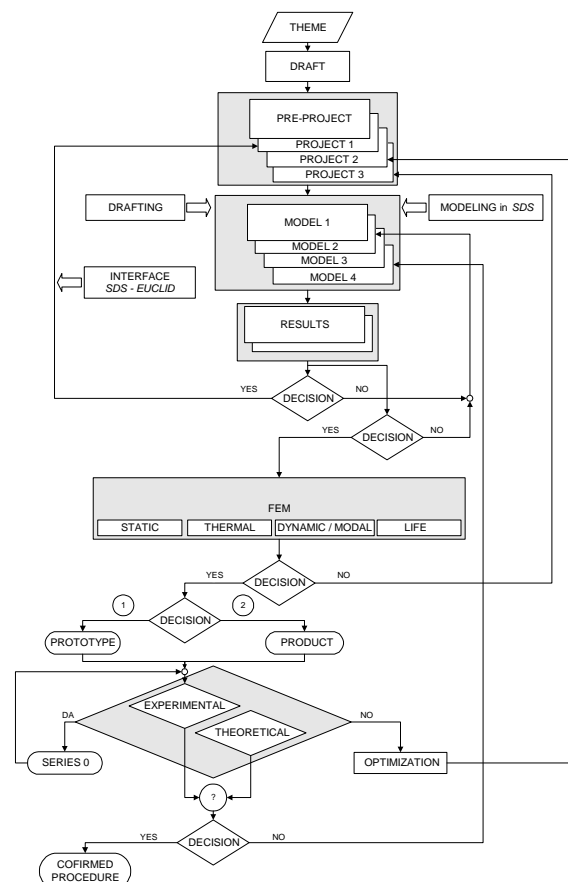 THEME
DRAFT
PRE-PROJECT
PROJECT 1
PROJECT 2
PROJECT 3
DRAFTING
MODELING in SDS
MODEL 1
MODEL 2
MODEL 3
MODEL 4
INTERFACE
SDS - EUCLID
RESULTS
YES
DECISION
NO
YES
DECISION
NO
FEM
STATIC
THERMAL
DYNAMIC / MODAL
LIFE
YES
DECISION
NO
1
2
DECISION
PROTOTYPE
PRODUCT
EXPERIMENTAL
DA
NO
THEORETICAL
SERIES 0
OPTIMIZATION
?
YES
DECISION
NO
COFIRMED
PROCEDURE